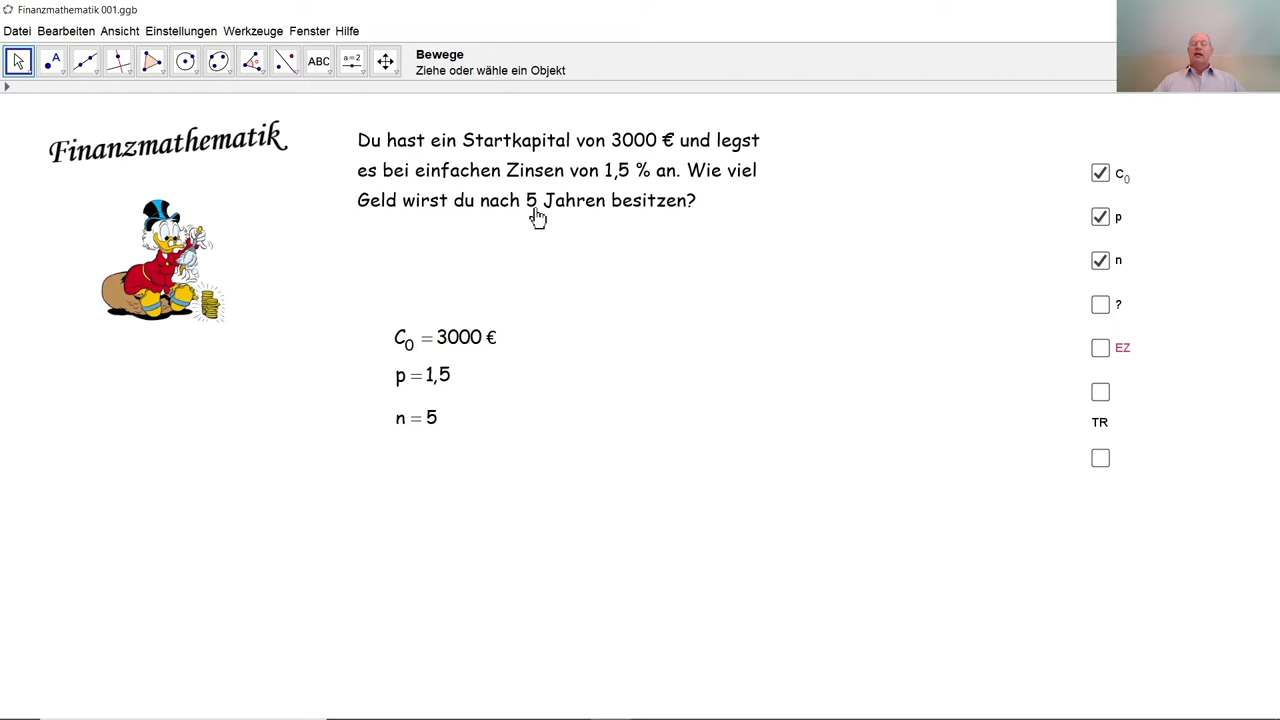 Finanzmathematik 001.ggb
Datei Bearbeiten Ansicht Einstellungen Werkzeuge Fenster Hilfe
A
ABC
a=2
Bewege
Ziehe oder wähle ein Objekt
Finanzmathematik
Du hast ein Startkapital von 3000 € und legst
es bei einfachen Zinsen von 1,5 % an. Wie viel
Geld wirst du nach 5 Jahren besitzen?
C₀ = 3000 €
p = 1,5
n = 5
C₀
p
n
?
EZ
TR